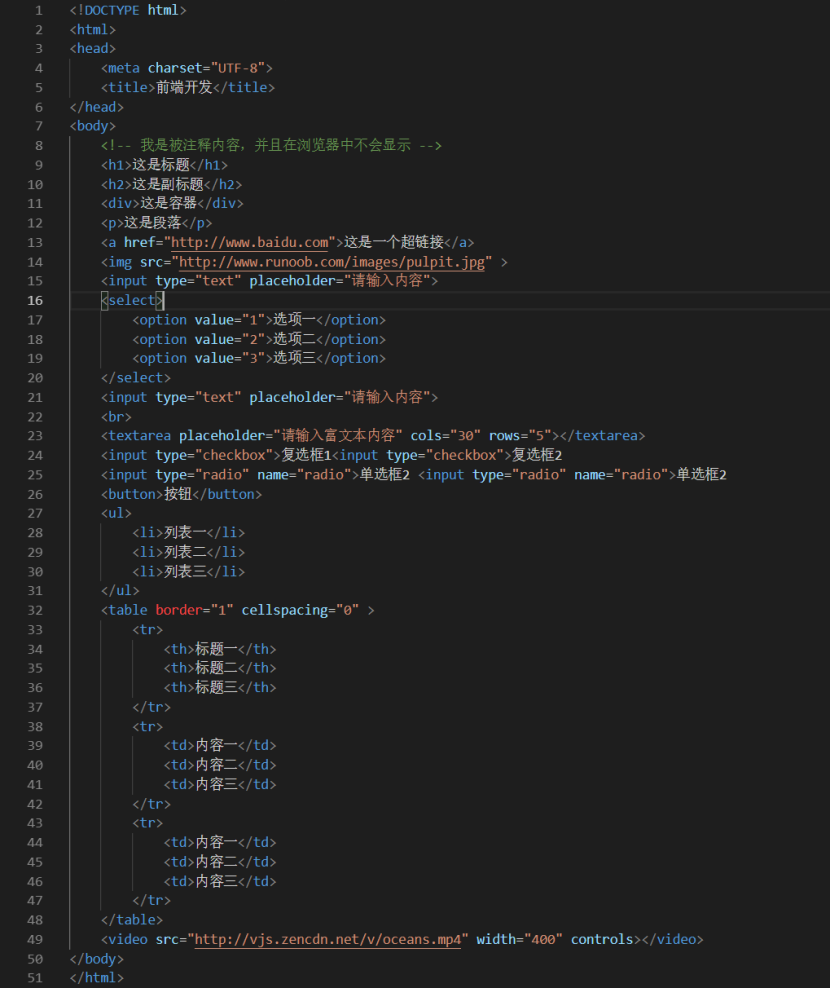 1 <!DOCTYPE html>
2 <html>
3 <head>
4 <meta charset="UTF-8">
5 <title>前端开发</title>
6 </head>
7 <body>
8 <!-- 我是被注释内容，并且在浏览器中不会显示 -->
9 <h1>这是标题</h1>
10 <h2>这是副标题</h2>
11 <div>这是容器</div>
12 <p>这是段落</p>
13 <a href="http://www.baidu.com">这是一个超链接</a>
14 <img src="http://www.runoob.com/images/pulpit.jpg" >
15 <input type="text" placeholder="请输入内容">
16 <select>
17 <option value="1">选项一</option>
18 <option value="2">选项二</option>
19 <option value="3">选项三</option>
20 </select>
21 <input type="text" placeholder="请输入内容">
22 <br>
23 <textarea placeholder="请输入富文本内容" cols="30" rows="5"></textarea>
24 <input type="checkbox">复选框1<input type="checkbox">复选框2
25 <input type="radio" name="radio">单选框2 <input type="radio" name="radio">单选框2
26 <button>按钮</button>
27 <ul>
28 <li>列表一</li>
29 <li>列表二</li>
30 <li>列表三</li>
31 </ul>
32 <table border="1" cellspacing="0" >
33 <tr>
34 <th>标题一</th>
35 <th>标题二</th>
36 <th>标题三</th>
37 </tr>
38 <tr>
39 <td>内容一</td>
40 <td>内容二</td>
41 <td>内容三</td>
42 </tr>
43 <tr>
44 <td>内容一</td>
45 <td>内容二</td>
46 <td>内容三</td>
47 </tr>
48 </table>
49 <video src="http://vjs.zencdn.net/v/oceans.mp4" width="400" controls></video>
50 </body>
51 </html>